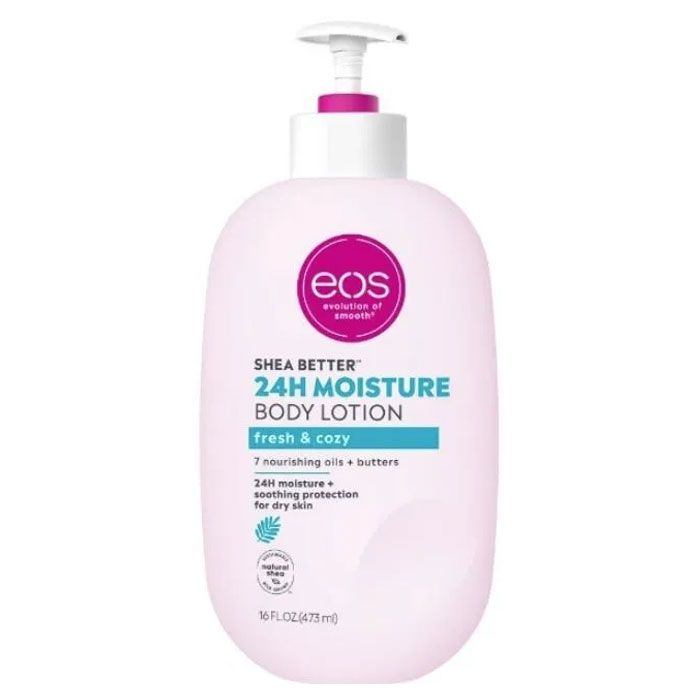 eos
evolution of
smooth®
SHEA BETTER™
24H MOISTURE
BODY LOTION
fresh & cozy
7 nourishing oils + butters
24H moisture +
soothing protection
for dry skin
natural
shea
16 FL.OZ.(473 ml)